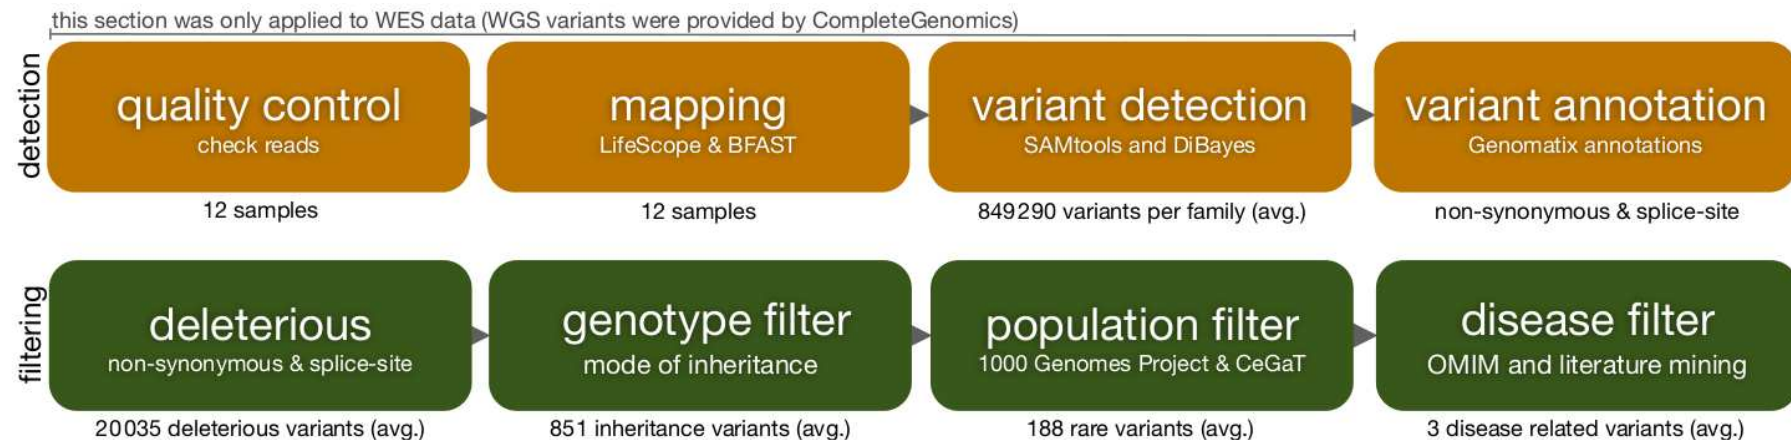 this section was only applied to WES data (WGS variants were provided by CompleteGenomics)
detection
quality control
check reads
12 samples
mapping
LifeScope & BFAST
12 samples
variant detection
SAMtools and DiBayes
849290 variants per family (avg.)
variant annotation
Genomatix annotations
non-synonymous & splice-site
filtering
deleterious
non-synonymous & splice-site
20035 deleterious variants (avg.)
genotype filter
mode of inheritance
851 inheritance variants (avg.)
population filter
1000 Genomes Project & CeGaT
188 rare variants (avg.)
disease filter
OMIM and literature mining
3 disease related variants (avg.)